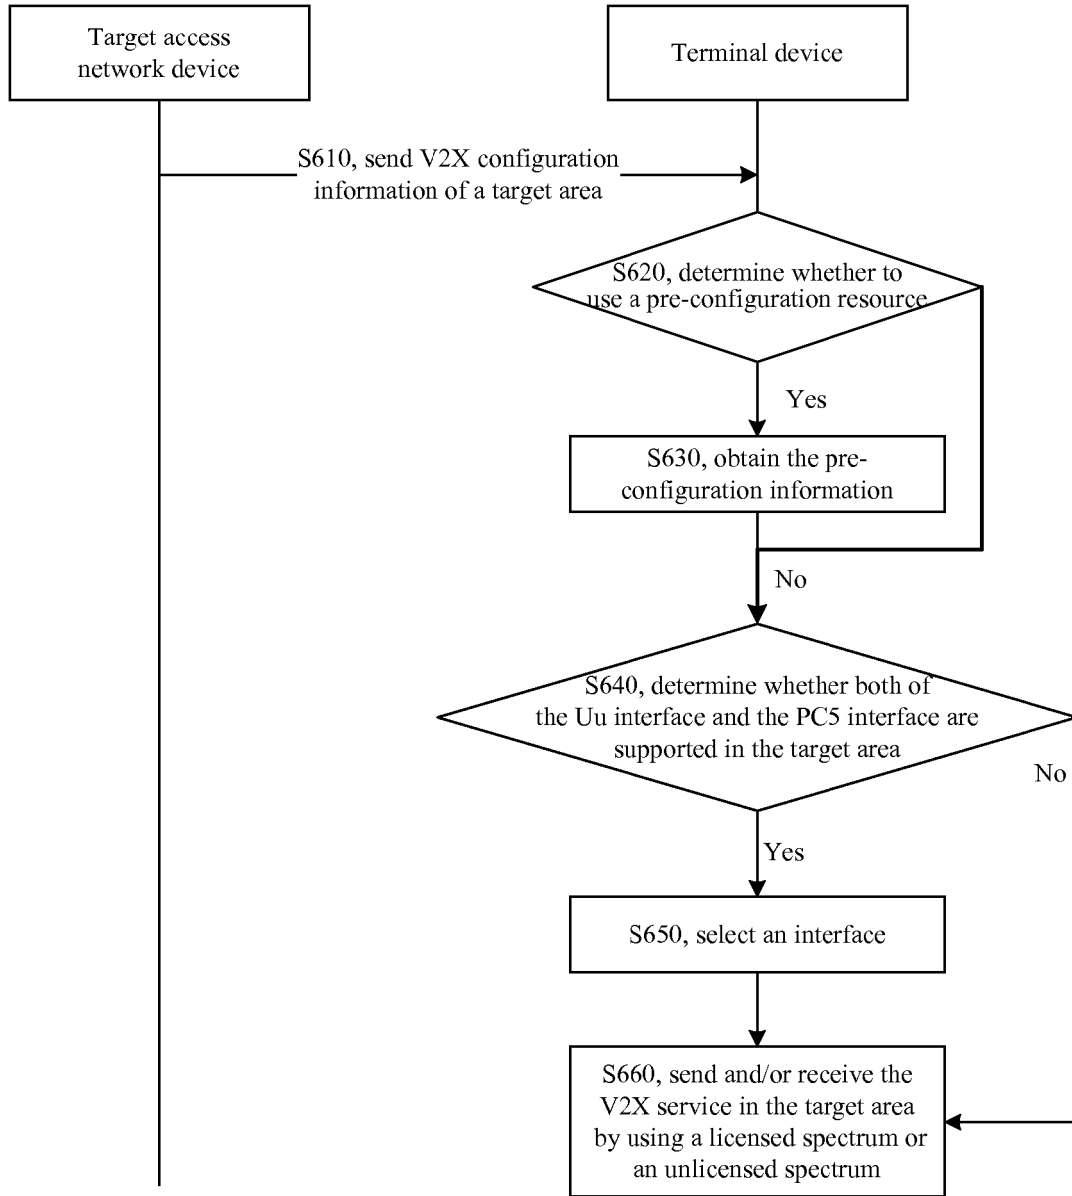 Target access
network device
Terminal device
S610, send V2X configuration
information of a target area
S620, determine whether to
use a pre-configuration resource
Yes
S630, obtain the pre-
configuration information
No
S640, determine whether both of
the Uu interface and the PC5 interface are
supported in the target area
No
Yes
S650, select an interface
S660, send and/or receive the
V2X service in the target area
by using a licensed spectrum or
an unlicensed spectrum